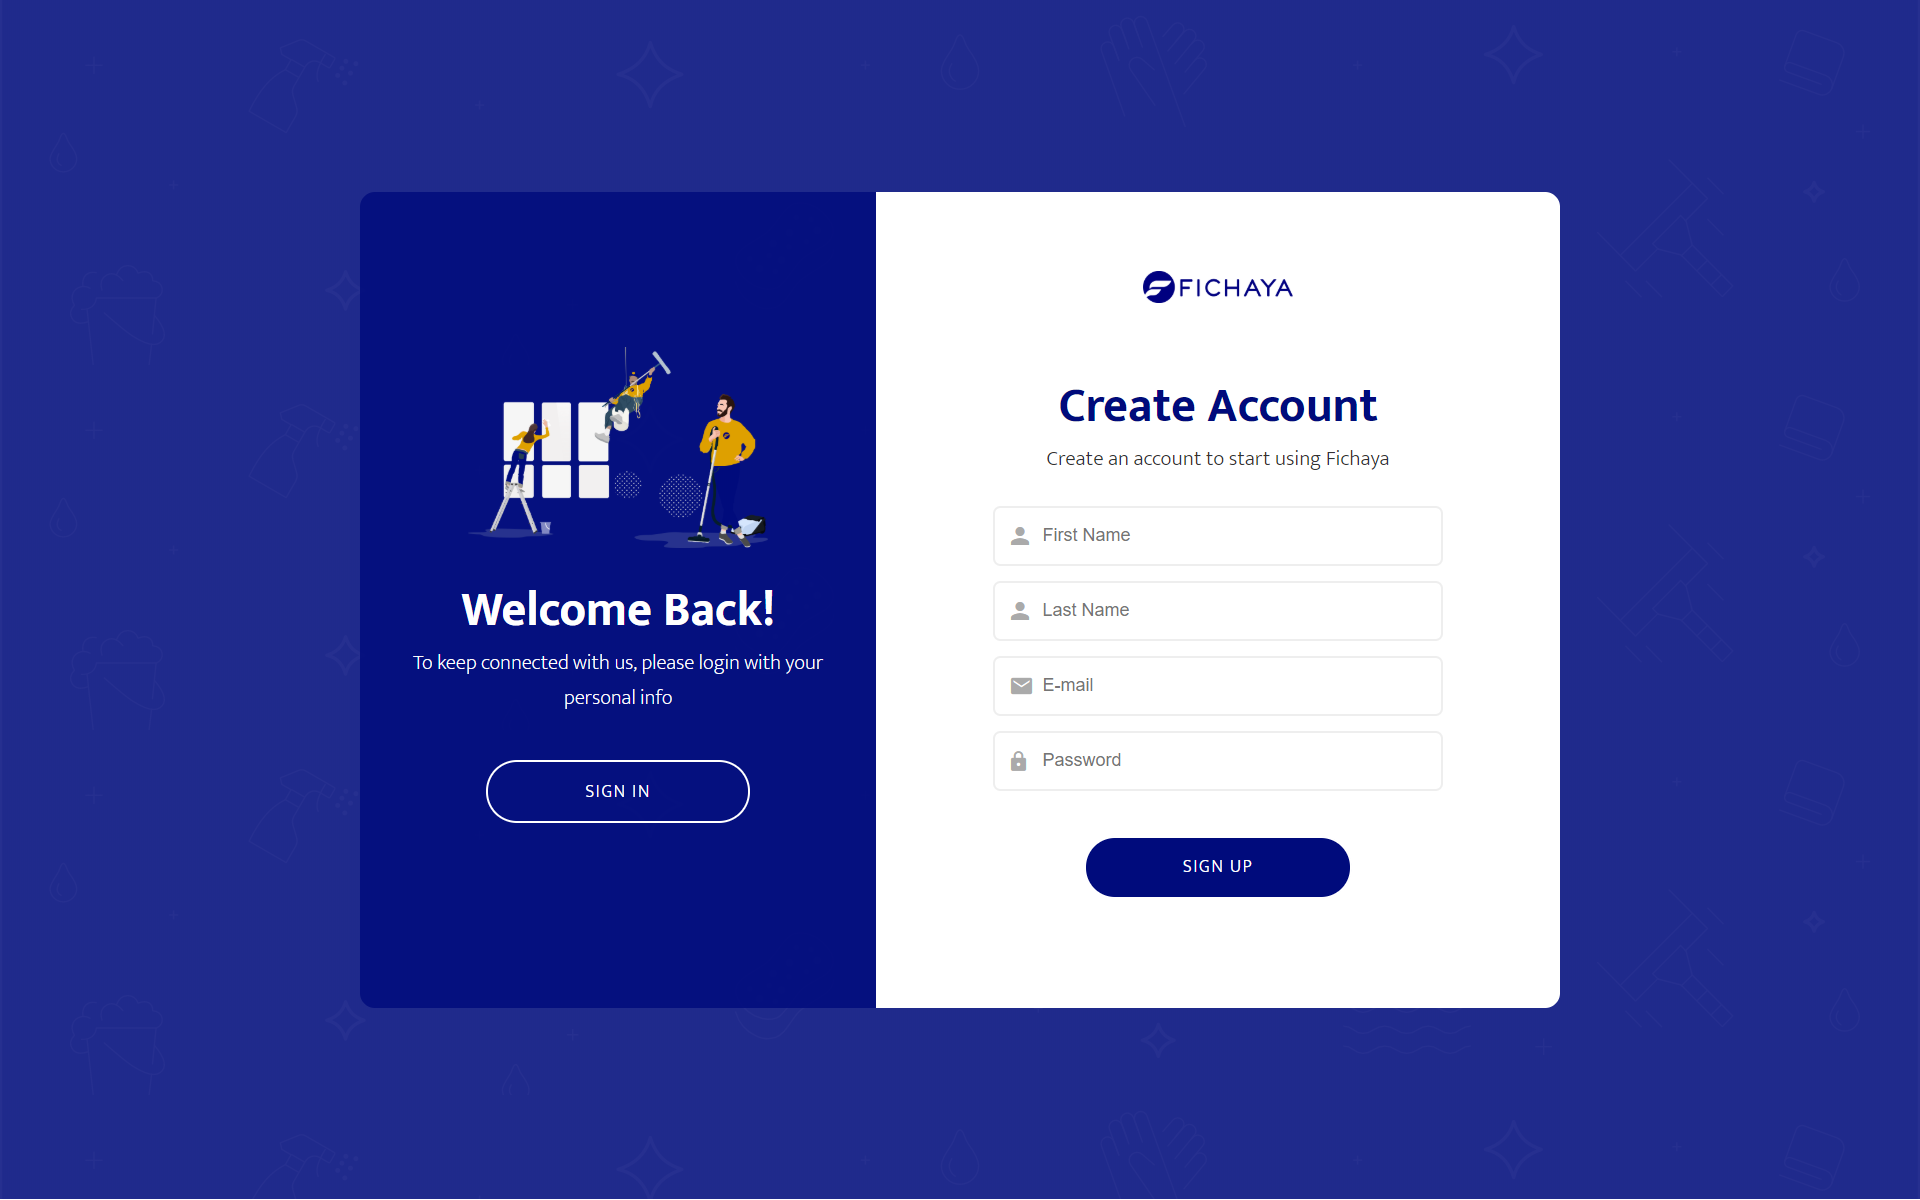 Welcome Back!
To keep connected with us, please login with your
personal info
SIGN IN
FICHAYA
Create Account
Create an account to start using Fichaya
First Name
Last Name
E-mail
Password
SIGN UP